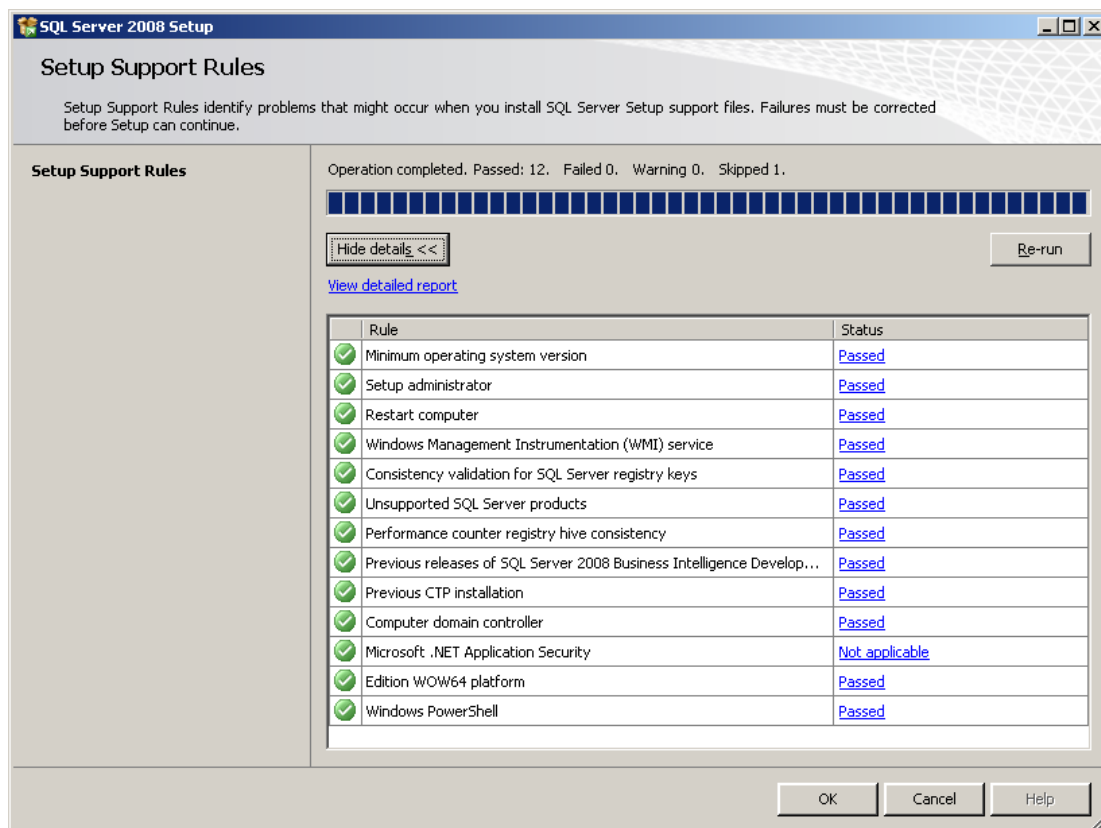 SQL Server 2008 Setup
Setup Support Rules
Setup Support Rules identify problems that might occur when you install SQL Server Setup support files. Failures must be corrected
before Setup can continue.
Setup Support Rules
Operation completed. Passed: 12. Failed 0. Warning 0. Skipped 1.
Hide details <<
Re-run
View detailed report
Rule Status
Minimum operating system version Passed
Setup administrator Passed
Restart computer Passed
Windows Management Instrumentation (WMI) service Passed
Consistency validation for SQL Server registry keys Passed
Unsupported SQL Server products Passed
Performance counter registry hive consistency Passed
Previous releases of SQL Server 2008 Business Intelligence Develop... Passed
Previous CTP installation Passed
Computer domain controller Passed
Microsoft .NET Application Security Not applicable
Edition WOW64 platform Passed
Windows PowerShell Passed
OK Cancel Help